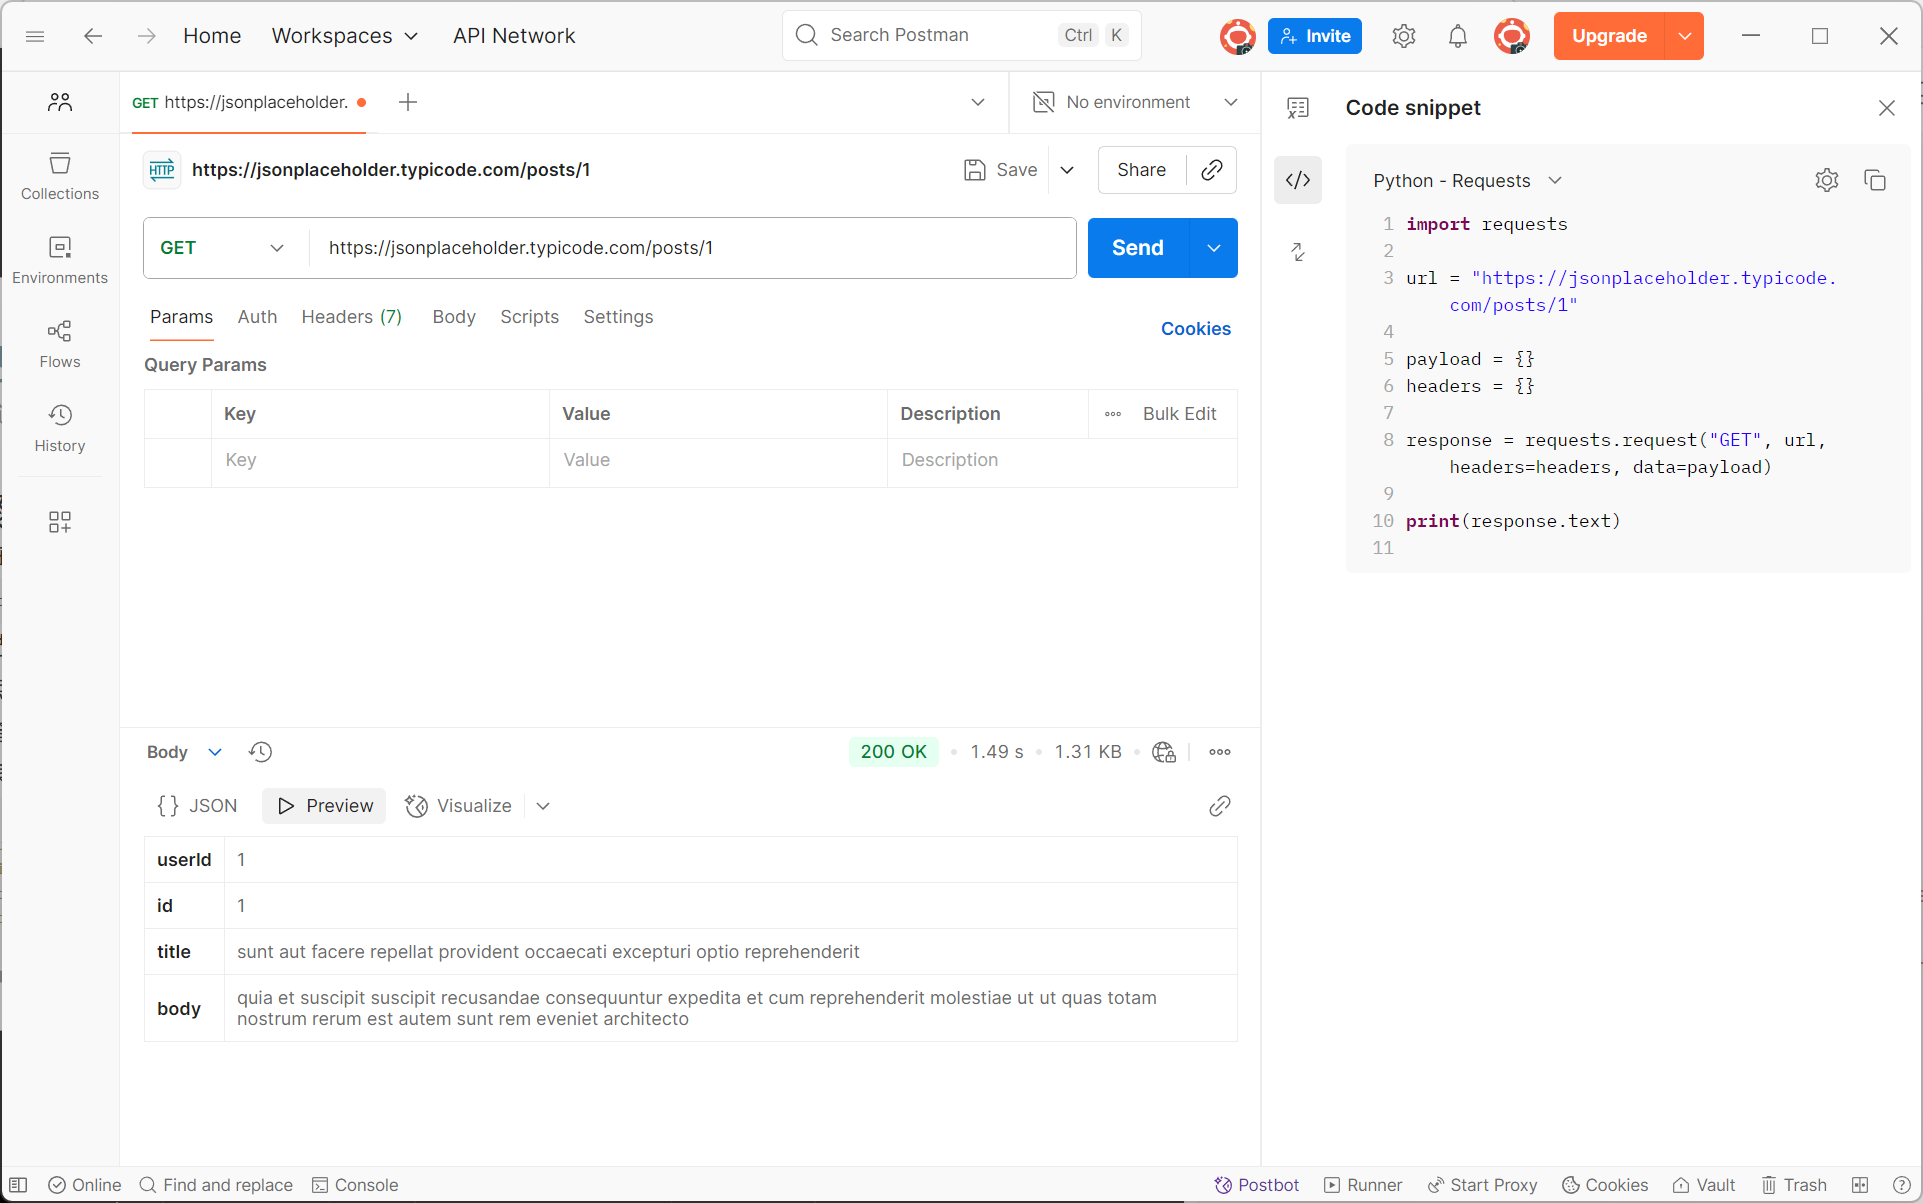 Home Workspaces API Network Search Postman Ctrl K Invite Upgrade
GET https://jsonplaceholder. No environment
Code snippet
https://jsonplaceholder.typicode.com/posts/1 Save Share
HTTP
Collections
Environments
Flows
History
GET https://jsonplaceholder.typicode.com/posts/1 Send
Params Auth Headers (7) Body Scripts Settings
Cookies
Query Params
Key Value Description Bulk Edit
Key Value Description
Python - Requests
1 import requests
2
3 url = "https://jsonplaceholder.typicode.
com/posts/1"
4
5 payload = {}
6 headers = {}
7
8 response = requests.request("GET", url,
headers=headers, data=payload)
9
10 print(response.text)
11
Body 200 OK 1.49 s 1.31 KB
{} JSON Preview Visualize
userId 1
id 1
title sunt aut facere repellat provident occaecati excepturi optio reprehenderit
body quia et suscipit suscipit recusandae consequuntur expedita et cum reprehenderit molestiae ut ut quas totam
nostrum rerum est autem sunt rem eveniet architecto
Online Find and replace Console Postbot Runner Start Proxy Cookies Vault Trash